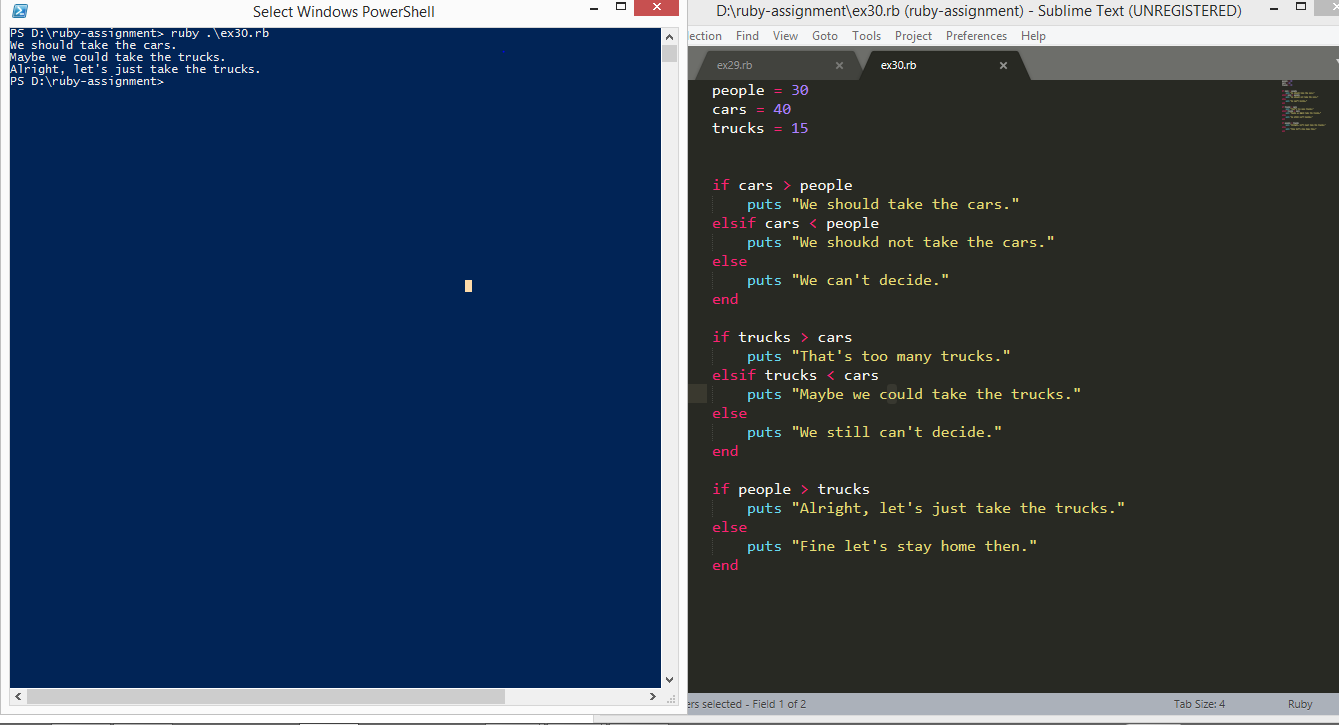 Select Windows PowerShell
PS D:\ruby-assignment> ruby .\ex30.rb
We should take the cars.
Maybe we could take the trucks.
Alright, let's just take the trucks.
PS D:\ruby-assignment>
D:\ruby-assignment\ex30.rb (ruby-assignment) - Sublime Text (UNREGISTERED)
lection Find View Goto Tools Project Preferences Help
ex29.rb × ex30.rb ×
people = 30
cars = 40
trucks = 15
if cars > people
puts "We should take the cars."
elsif cars < people
puts "We shoukd not take the cars."
else
puts "We can't decide."
end
if trucks > cars
puts "That's too many trucks."
elsif trucks < cars
puts "Maybe we could take the trucks."
else
puts "We still can't decide."
end
if people > trucks
puts "Alright, let's just take the trucks."
else
puts "Fine let's stay home then."
end
ers selected - Field 1 of 2 Tab Size: 4 Ruby